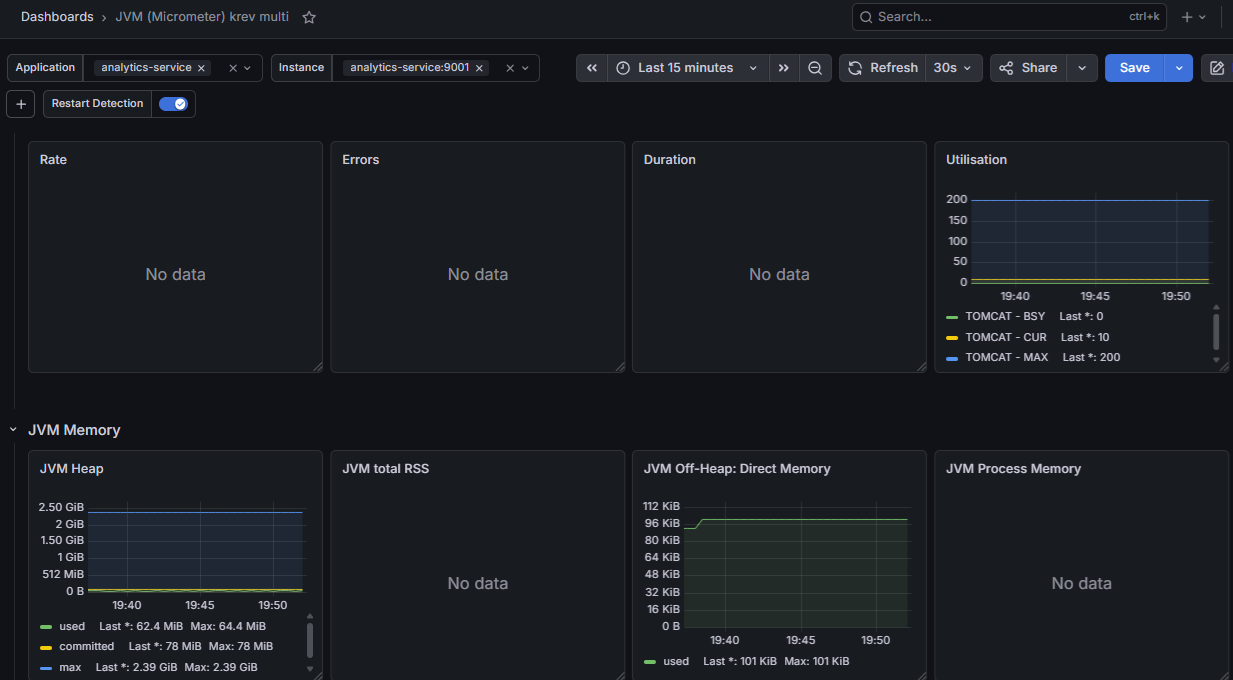 Dashboards › JVM (Micrometer) krev multi
Search... ctrl+k
Application analytics-service Instance analytics-service:9001 Last 15 minutes Refresh 30s Share Save
Restart Detection
Rate
No data
Errors
No data
Duration
No data
Utilisation
200
150
100
50
0
19:40 19:45 19:50
TOMCAT - BSY Last *: 0
TOMCAT - CUR Last *: 10
TOMCAT - MAX Last *: 200
JVM Memory
JVM Heap
2.50 GiB
2 GiB
1.50 GiB
1 GiB
512 MiB
0 B
19:40 19:45 19:50
used Last *: 62.4 MiB Max: 64.4 MiB
committed Last *: 78 MiB Max: 78 MiB
max Last *: 2.39 GiB Max: 2.39 GiB
JVM total RSS
No data
JVM Off-Heap: Direct Memory
112 KiB
96 KiB
80 KiB
64 KiB
48 KiB
32 KiB
16 KiB
0 B
19:40 19:45 19:50
used Last *: 101 KiB Max: 101 KiB
JVM Process Memory
No data